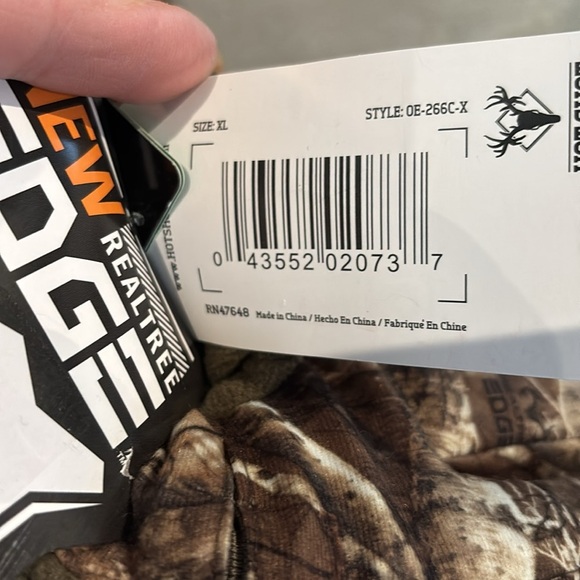 SIZE: XL
STYLE: OE-266C-X
0 43552 02073 7
RN47648 Made in China / Hecho En China / Fabriqué En Chine
NEW
REALTREE
EDGE
EDGE